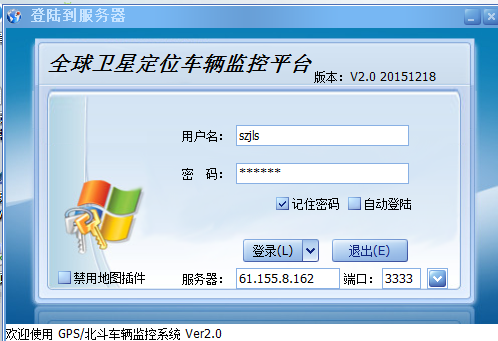 登陆到服务器
全球卫星定位车辆监控平台 版本：V2.0 20151218
用户名： szjls
密 码： ******
记住密码 自动登陆
登录(L) 退出(E)
禁用地图插件 服务器： 61.155.8.162 端口： 3333
欢迎使用 GPS/北斗车辆监控系统 Ver2.0